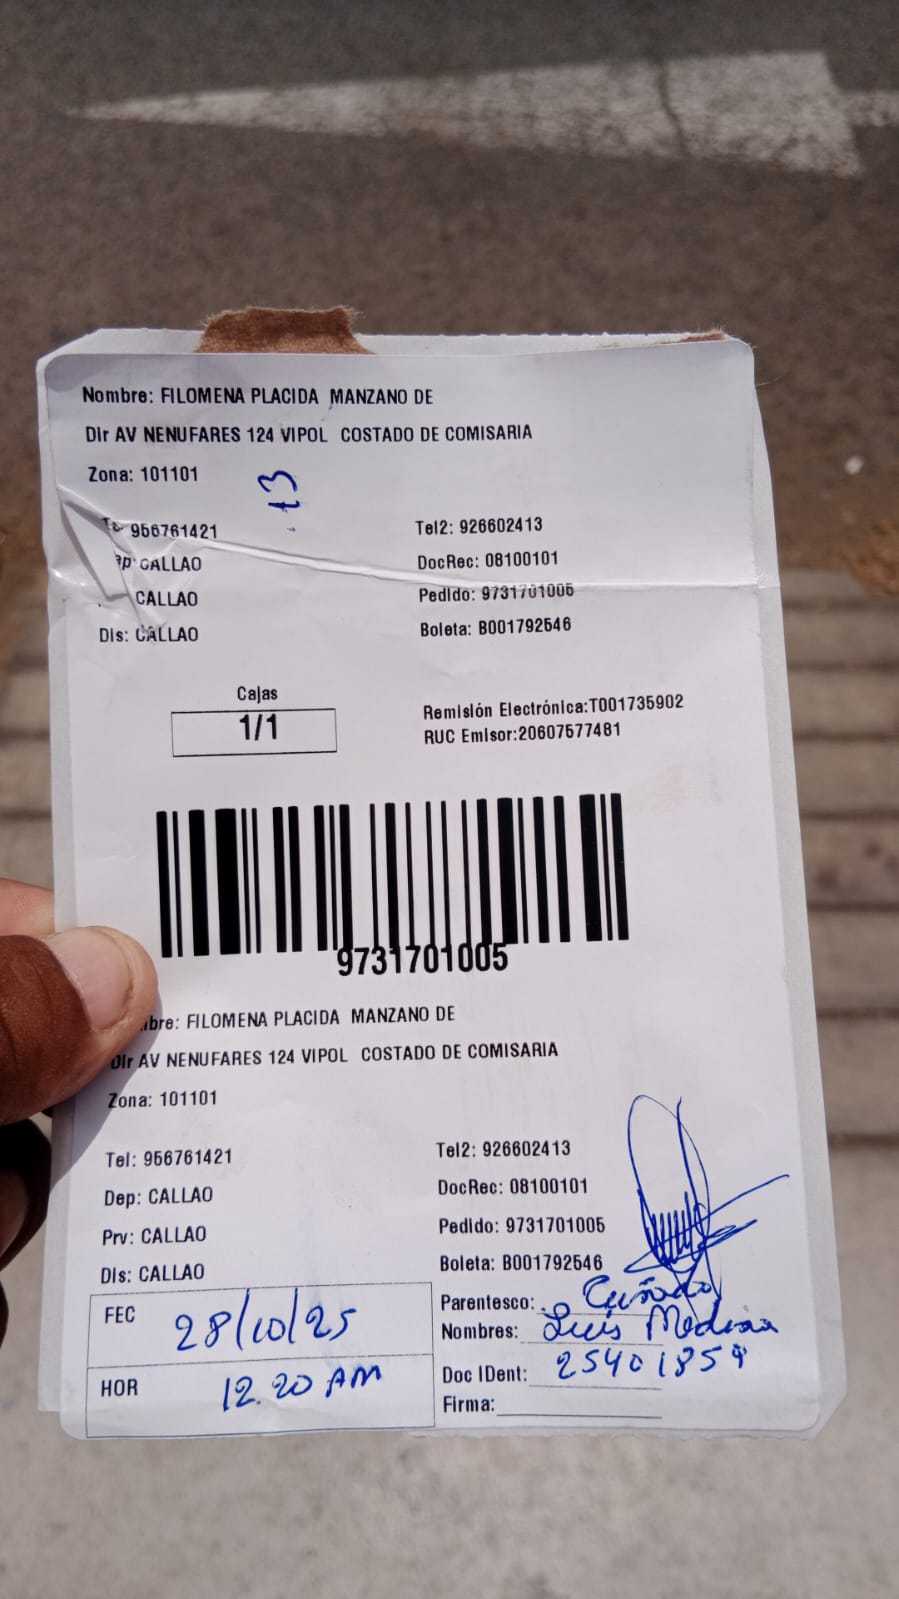 Nombre: FILOMENA PLACIDA MANZANO DE
Dir AV NENUFARES 124 VIPOL COSTADO DE COMISARIA
Zona: 101101
t3
956761421 Tel2: 926602413
CALLAO DocRec: 08100101
CALLAO Pedido: 9731701005
Dis: CALLAO Boleta: B001792546
Cajas
1/1
Remisión Electrónica:T001735902
RUC Emisor:20607577481
9731701005
FILOMENA PLACIDA MANZANO DE
Dir AV NENUFARES 124 VIPOL COSTADO DE COMISARIA
Zona: 101101
Tel: 956761421 Tel2: 926602413
Dep: CALLAO DocRec: 08100101
Prv: CALLAO Pedido: 9731701005
Dis: CALLAO Boleta: B001792546
FEC 28/10/25
HOR 12.20 AM
Parentesco: Cuñado
Nombres: Luis Medina
Doc IDent: 25401859
Firma: